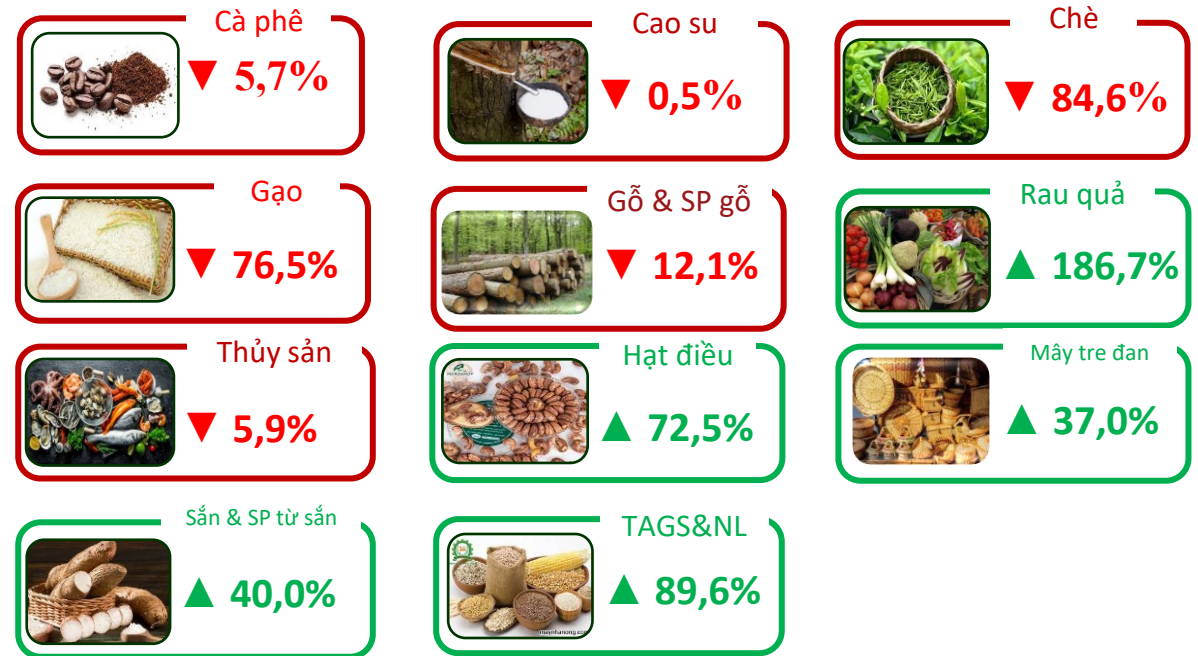 Cà phê
▼ 5,7%
Cao su
▼ 0,5%
Chè
▼ 84,6%
Gạo
▼ 76,5%
Gỗ & SP gỗ
▼ 12,1%
Rau quả
▲ 186,7%
Thủy sản
▼ 5,9%
Hạt điều
▲ 72,5%
Mây tre đan
▲ 37,0%
Sắn & SP từ sắn
▲ 40,0%
TAGS&NL
▲ 89,6%
maynhanong.com